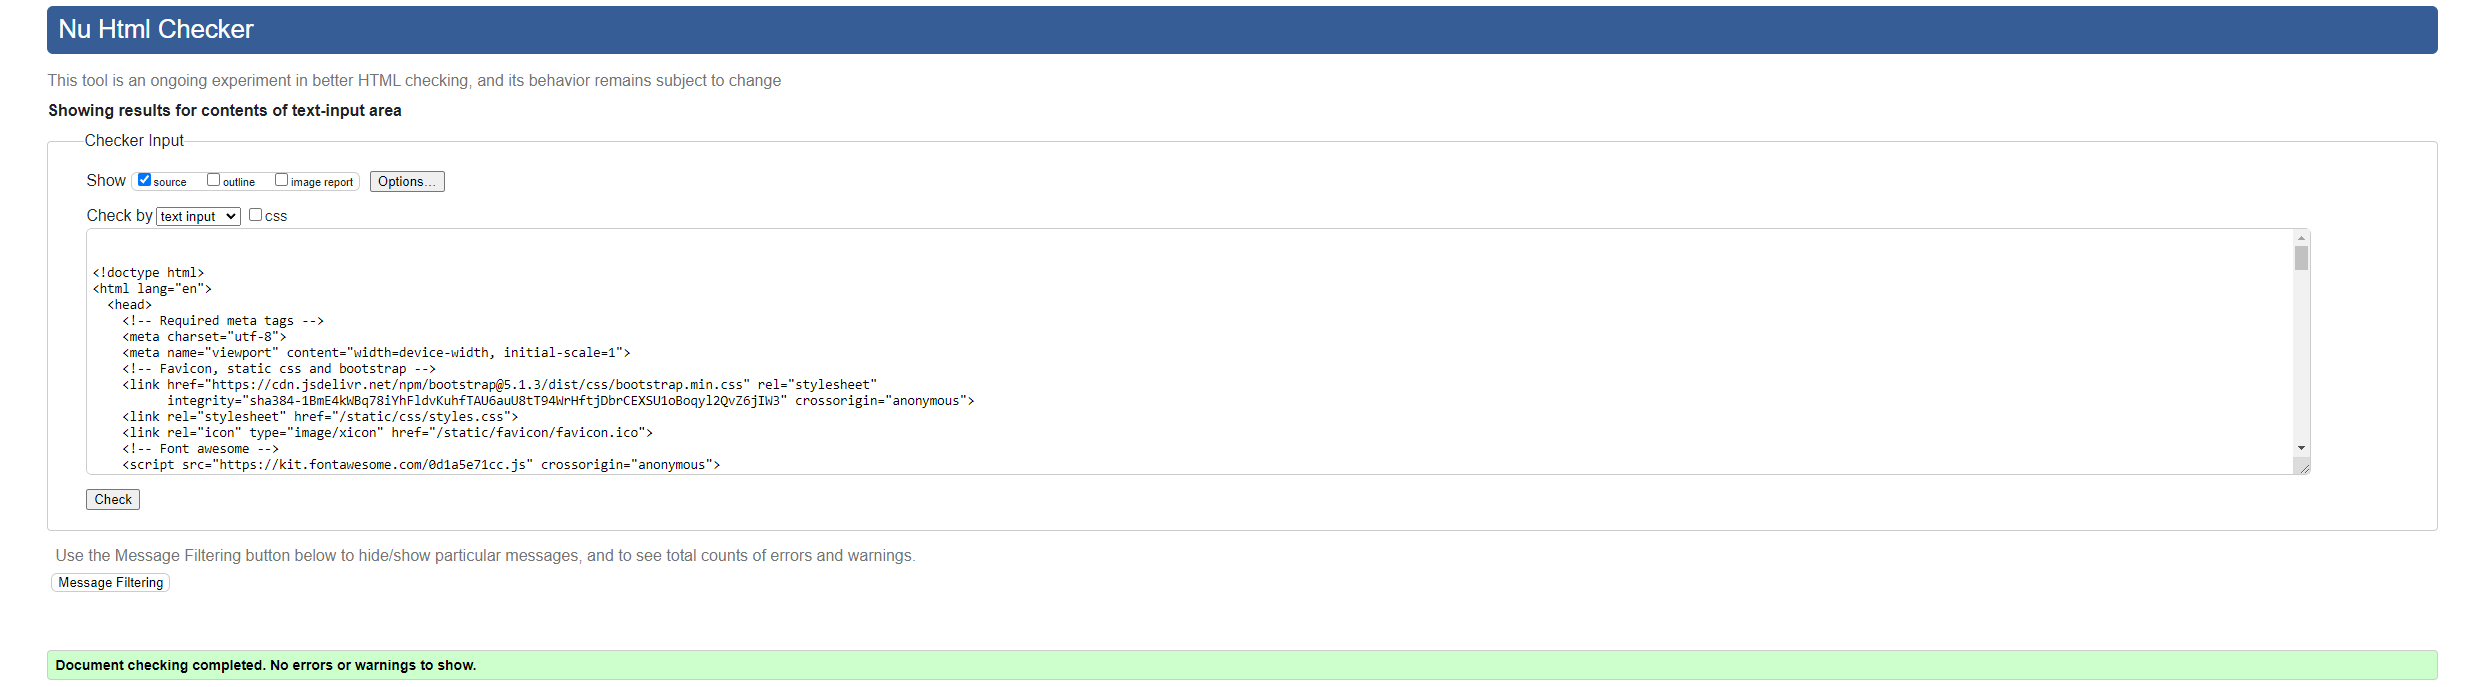 Nu Html Checker
This tool is an ongoing experiment in better HTML checking, and its behavior remains subject to change
Showing results for contents of text-input area
Checker Input
Show source outline image report Options...
Check by text input css
<!doctype html>
<html lang="en">
<head>
<!-- Required meta tags -->
<meta charset="utf-8">
<meta name="viewport" content="width=device-width, initial-scale=1">
<!-- Favicon, static css and bootstrap -->
<link href="https://cdn.jsdelivr.net/npm/bootstrap@5.1.3/dist/css/bootstrap.min.css" rel="stylesheet"
integrity="sha384-1BmE4kWBq78iYhFldvKuhfTAU6auU8tT94WrHftjDbrCEXSU1oBoqyl2QvZ6jIW3" crossorigin="anonymous">
<link rel="stylesheet" href="/static/css/styles.css">
<link rel="icon" type="image/xicon" href="/static/favicon/favicon.ico">
<!-- Font awesome -->
<script src="https://kit.fontawesome.com/0d1a5e71cc.js" crossorigin="anonymous">
Check
Use the Message Filtering button below to hide/show particular messages, and to see total counts of errors and warnings.
Message Filtering
Document checking completed. No errors or warnings to show.